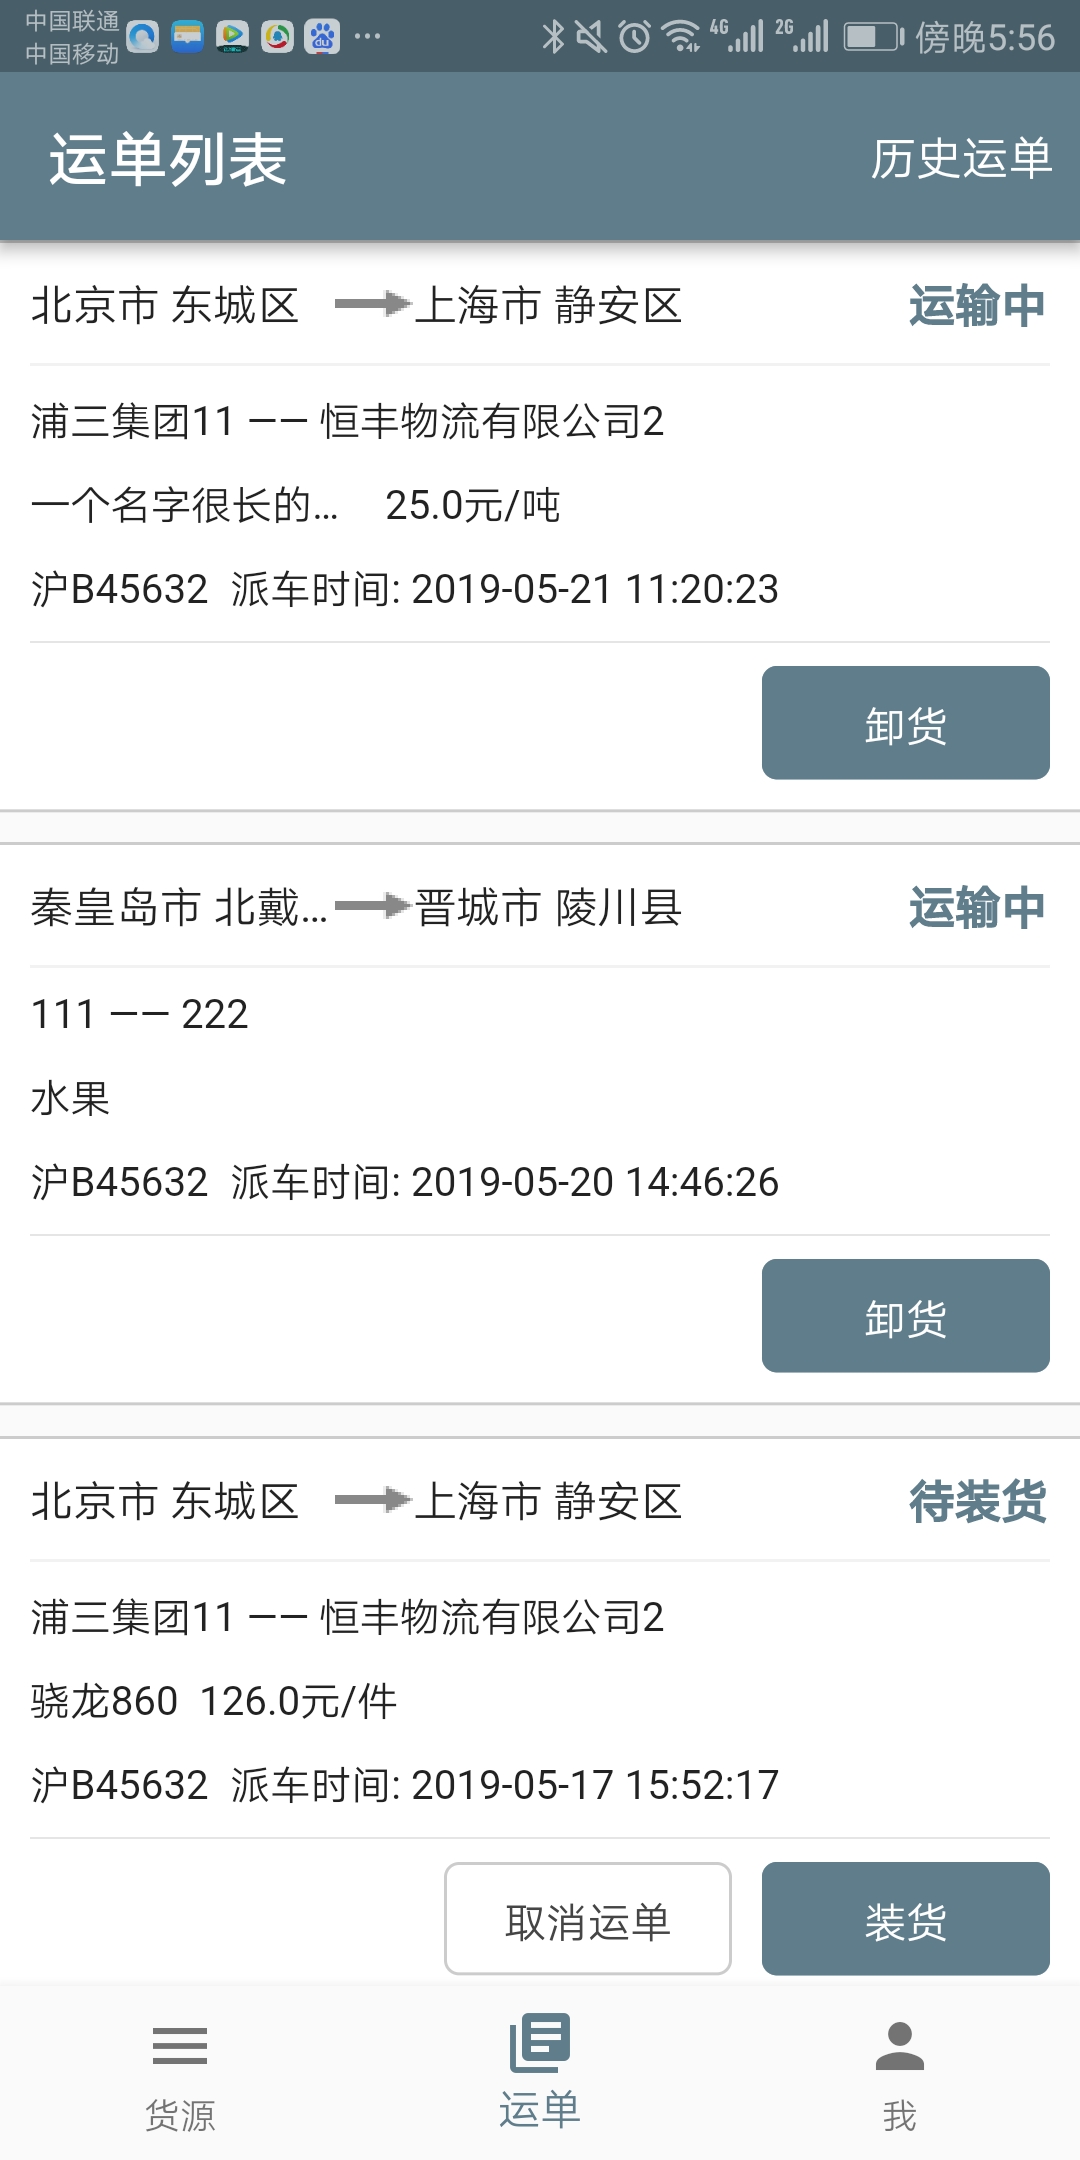 中国联通
中国移动
4G 2G 傍晚5:56
运单列表 历史运单
北京市 东城区 上海市 静安区 运输中
浦三集团11 —— 恒丰物流有限公司2
一个名字很长的... 25.0元/吨
沪B45632 派车时间: 2019-05-21 11:20:23
卸货
秦皇岛市 北戴... 晋城市 陵川县 运输中
111 —— 222
水果
沪B45632 派车时间: 2019-05-20 14:46:26
卸货
北京市 东城区 上海市 静安区 待装货
浦三集团11 —— 恒丰物流有限公司2
骁龙860 126.0元/件
沪B45632 派车时间: 2019-05-17 15:52:17
取消运单 装货
货源 运单 我